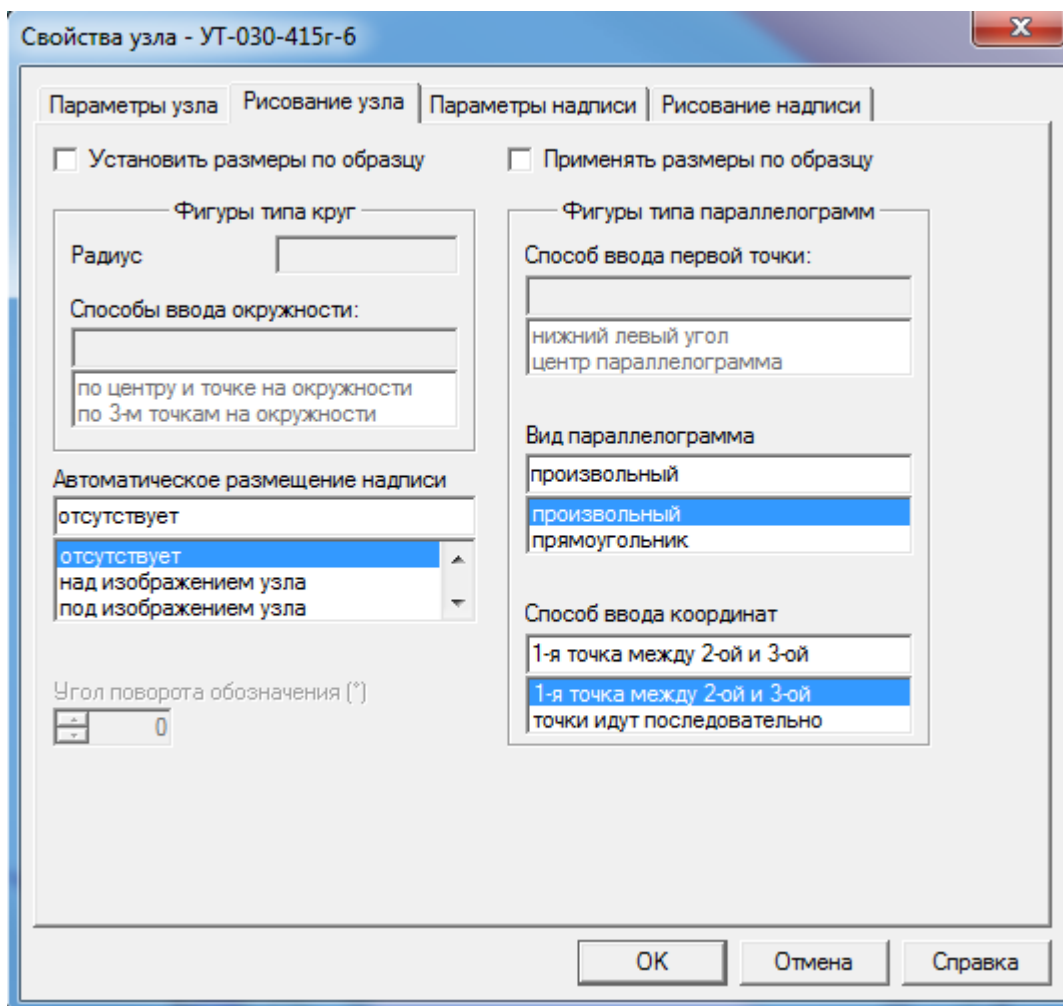 Свойства узла - УТ-030-415г-6
Параметры узла
Рисование узла
Параметры надписи
Рисование надписи
Установить размеры по образцу
Применять размеры по образцу
Фигуры типа круг
Радиус
Способы ввода окружности:
по центру и точке на окружности
по 3-м точкам на окружности
Автоматическое размещение надписи
отсутствует
отсутствует
над изображением узла
под изображением узла
Угол поворота обозначения (°)
0
Фигуры типа параллелограмм
Способ ввода первой точки:
нижний левый угол
центр параллелограмма
Вид параллелограмма
произвольный
произвольный
прямоугольник
Способ ввода координат
1-я точка между 2-ой и 3-ой
1-я точка между 2-ой и 3-ой
точки идут последовательно
OK
Отмена
Справка